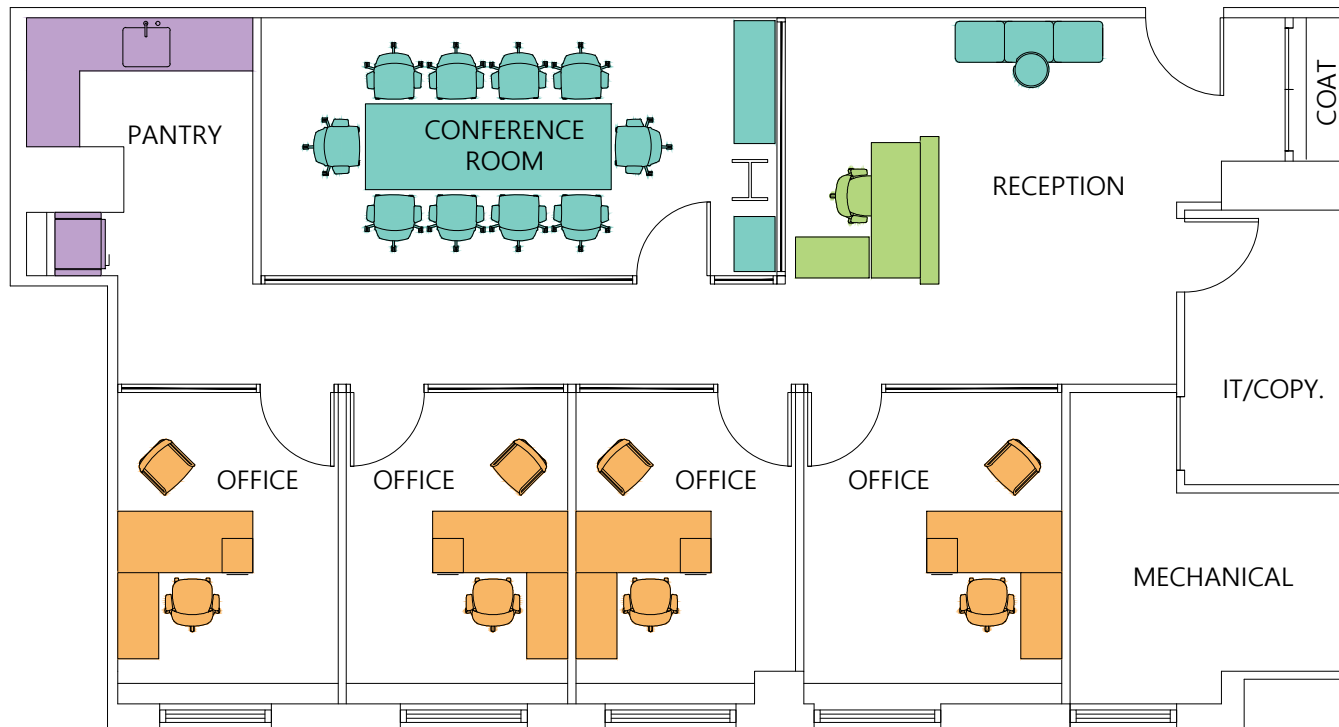 COAT
PANTRY
CONFERENCE
ROOM
RECEPTION
IT/COPY.
OFFICE
OFFICE
OFFICE
OFFICE
MECHANICAL